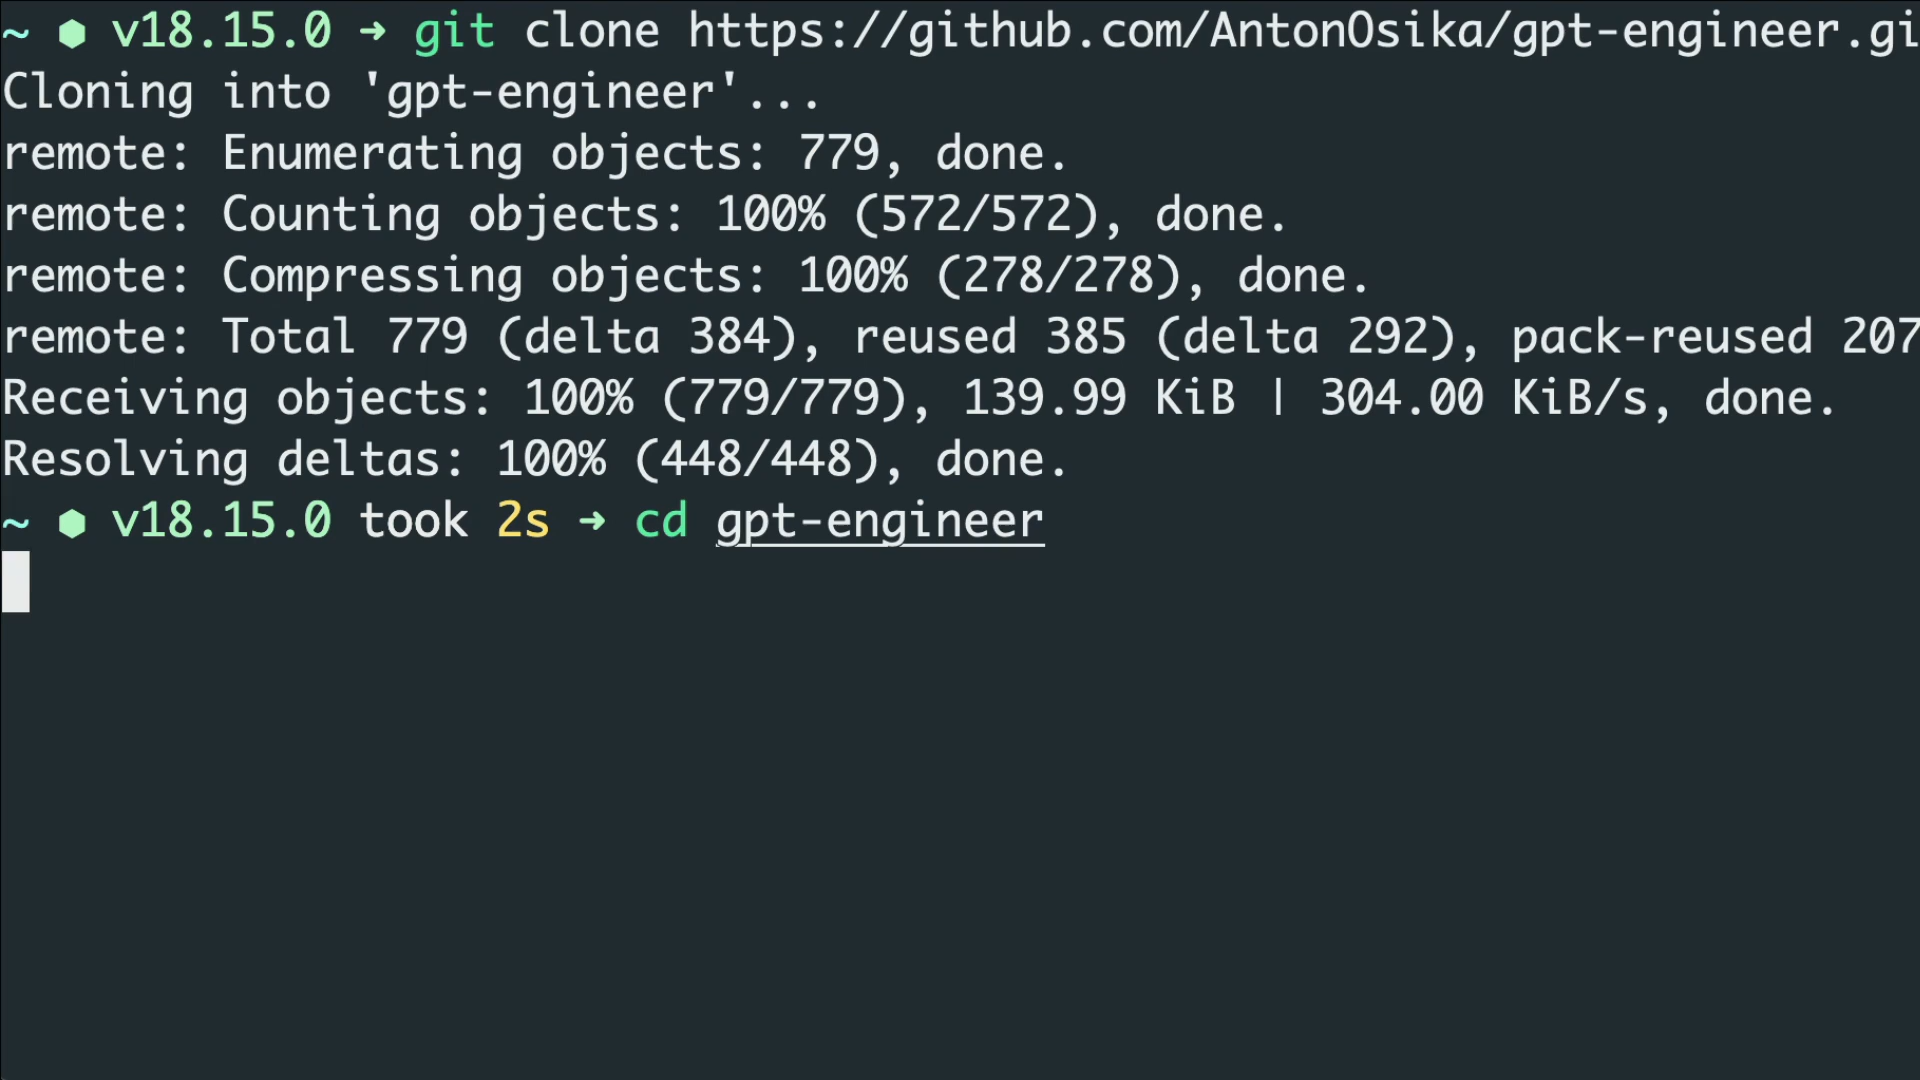 ~ ⬢ v18.15.0 ➜ git clone https://github.com/AntonOsika/gpt-engineer.gi
Cloning into 'gpt-engineer'...
remote: Enumerating objects: 779, done.
remote: Counting objects: 100% (572/572), done.
remote: Compressing objects: 100% (278/278), done.
remote: Total 779 (delta 384), reused 385 (delta 292), pack-reused 207
Receiving objects: 100% (779/779), 139.99 KiB | 304.00 KiB/s, done.
Resolving deltas: 100% (448/448), done.
~ ⬢ v18.15.0 took 2s ➜ cd gpt-engineer